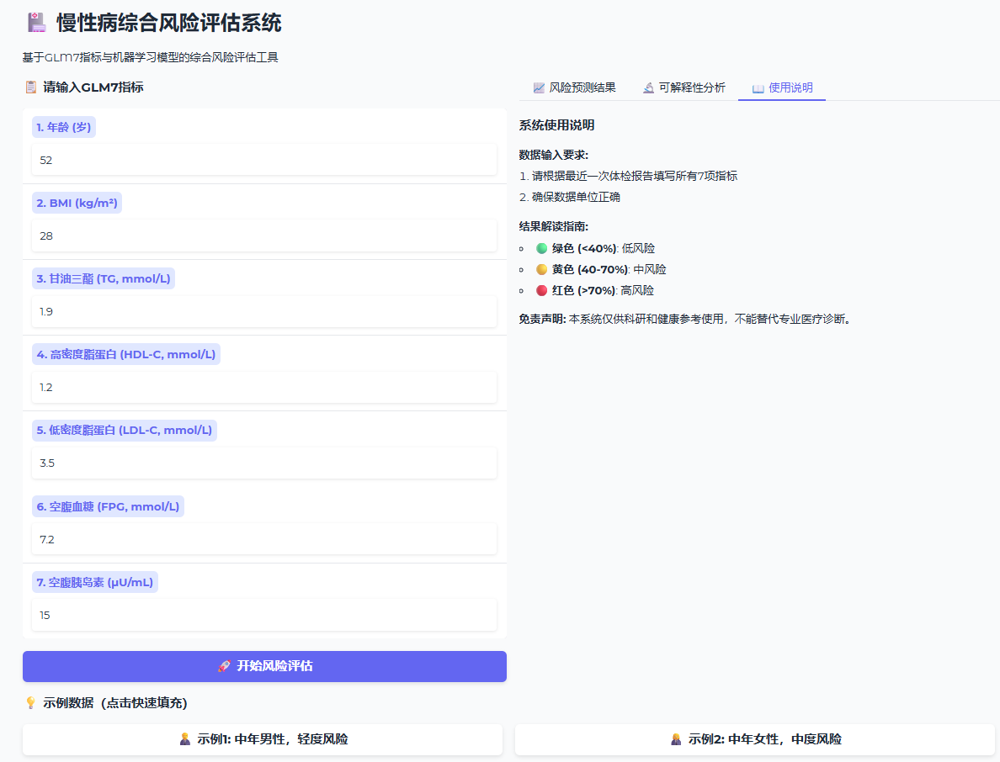 慢性病综合风险评估系统
基于GLM7指标与机器学习模型的综合风险评估工具
请输入GLM7指标
1. 年龄 (岁)
52
2. BMI (kg/m²)
28
3. 甘油三酯 (TG, mmol/L)
1.9
4. 高密度脂蛋白 (HDL-C, mmol/L)
1.2
5. 低密度脂蛋白 (LDL-C, mmol/L)
3.5
6. 空腹血糖 (FPG, mmol/L)
7.2
7. 空腹胰岛素 (μU/mL)
15
开始风险评估
风险预测结果 可解释性分析 使用说明
系统使用说明
数据输入要求:
1. 请根据最近一次体检报告填写所有7项指标
2. 确保数据单位正确
结果解读指南:
绿色 (<40%): 低风险
黄色 (40-70%): 中风险
红色 (>70%): 高风险
免责声明: 本系统仅供科研和健康参考使用，不能替代专业医疗诊断。
示例数据（点击快速填充）
示例1: 中年男性，轻度风险
示例2: 中年女性，中度风险